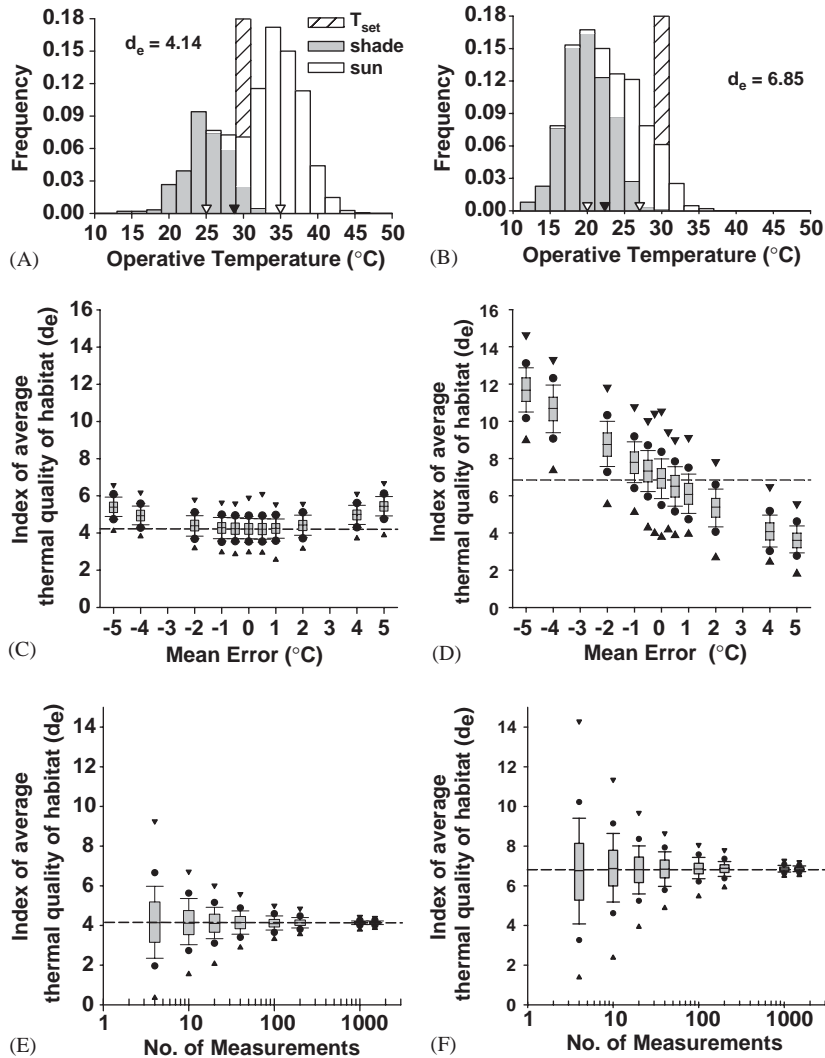 0.18
0.15
0.12
0.09
0.06
0.03
0.00
Frequency
dₑ = 4.14
T_set
shade
sun
10 15 20 25 30 35 40 45 50
(A)
Operative Temperature (°C)
0.18
0.15
0.12
0.09
0.06
0.03
0.00
Frequency
dₑ = 6.85
10 15 20 25 30 35 40 45 50
(B)
Operative Temperature (°C)
Index of average
thermal quality of habitat (dₑ)
16
14
12
10
8
6
4
2
0
-5 -4 -3 -2 -1 0 1 2 3 4 5
(C)
Mean Error (°C)
Index of average
thermal quality of habitat (dₑ)
16
14
12
10
8
6
4
2
0
-5 -4 -3 -2 -1 0 1 2 3 4 5
(D)
Mean Error (°C)
Index of average
thermal quality of habitat (dₑ)
14
12
10
8
6
4
2
0
1 10 100 1000
(E)
No. of Measurements
Index of average
thermal quality of habitat (dₑ)
14
12
10
8
6
4
2
0
1 10 100 1000
(F)
No. of Measurements